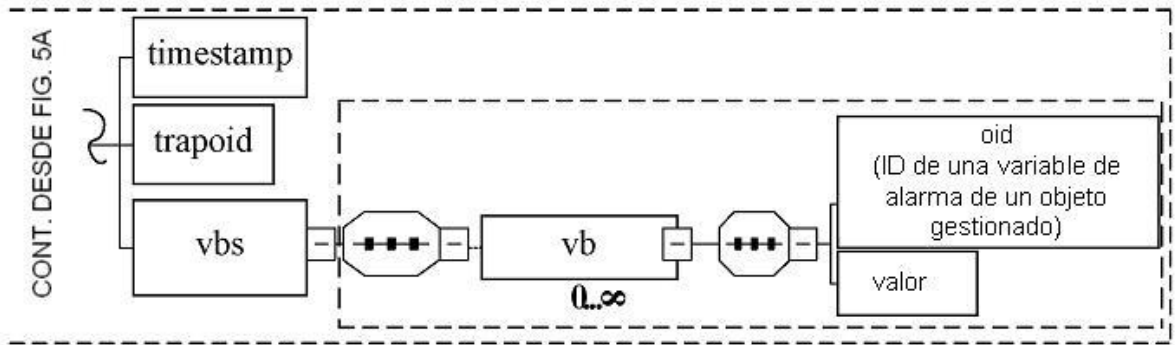 CONT. DESDE FIG. 5A
timestamp
trapoid
vbs
vb
0...∞
oid
(ID de una variable de
alarma de un objeto
gestionado)
valor